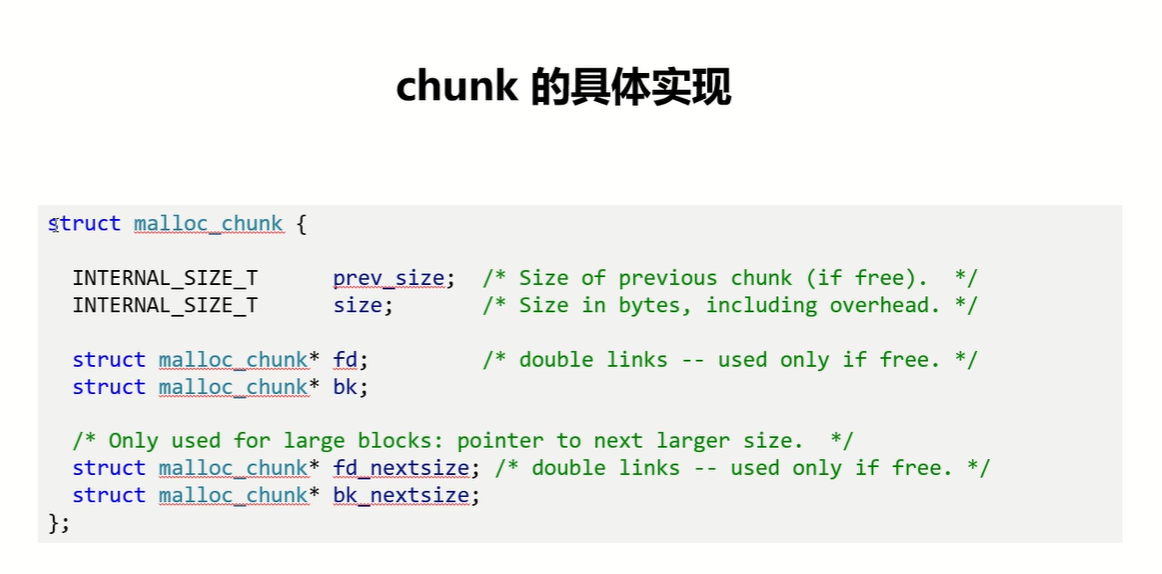 chunk 的具体实现
struct malloc_chunk {
INTERNAL_SIZE_T prev_size; /* Size of previous chunk (if free). */
INTERNAL_SIZE_T size; /* Size in bytes, including overhead. */
struct malloc_chunk* fd; /* double links -- used only if free. */
struct malloc_chunk* bk;
/* Only used for large blocks: pointer to next larger size. */
struct malloc_chunk* fd_nextsize; /* double links -- used only if free. */
struct malloc_chunk* bk_nextsize;
};